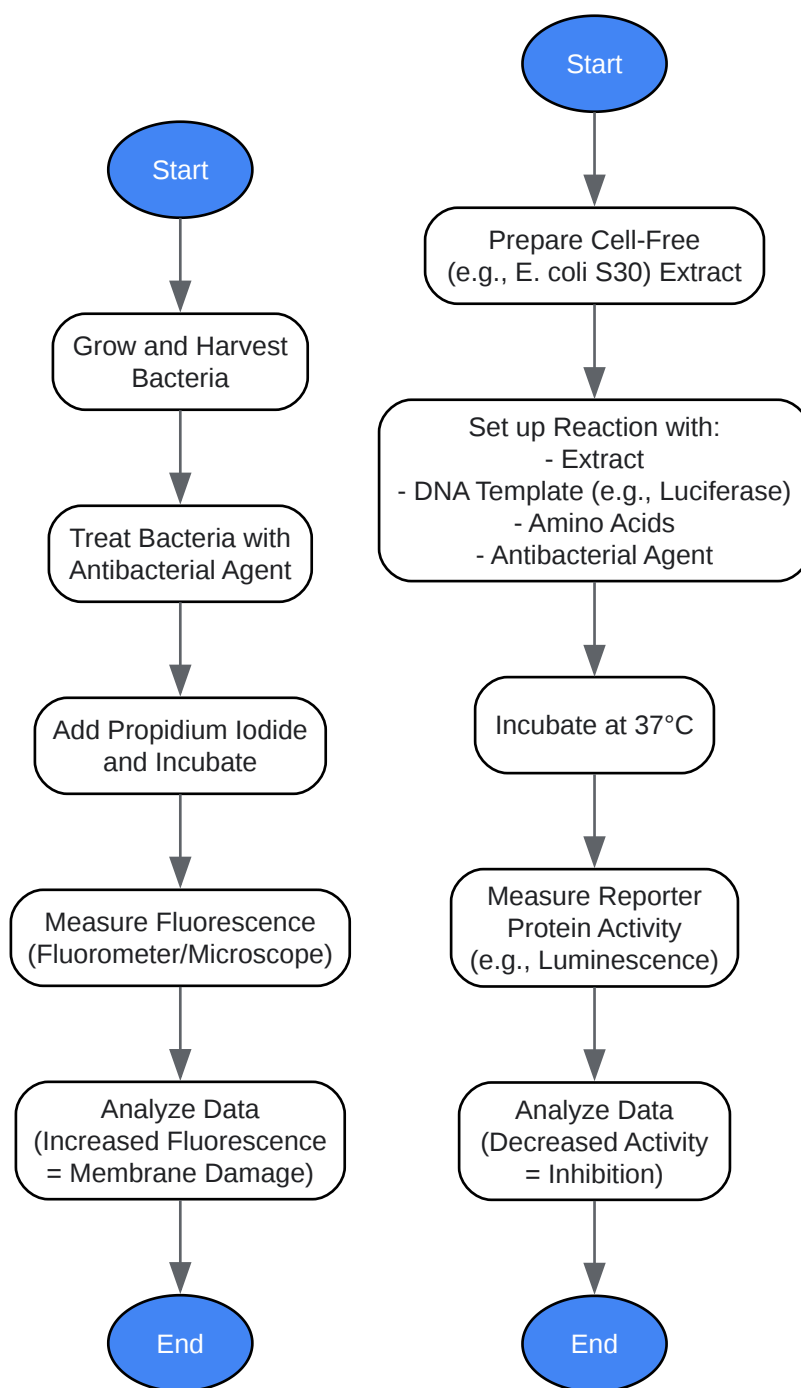 Start
Grow and Harvest
Bacteria
Treat Bacteria with
Antibacterial Agent
Add Propidium Iodide
and Incubate
Measure Fluorescence
(Fluorometer/Microscope)
Analyze Data
(Increased Fluorescence
= Membrane Damage)
End
Start
Prepare Cell-Free
(e.g., E. coli S30) Extract
Set up Reaction with:
- Extract
- DNA Template (e.g., Luciferase)
- Amino Acids
- Antibacterial Agent
Incubate at 37°C
Measure Reporter
Protein Activity
(e.g., Luminescence)
Analyze Data
(Decreased Activity
= Inhibition)
End